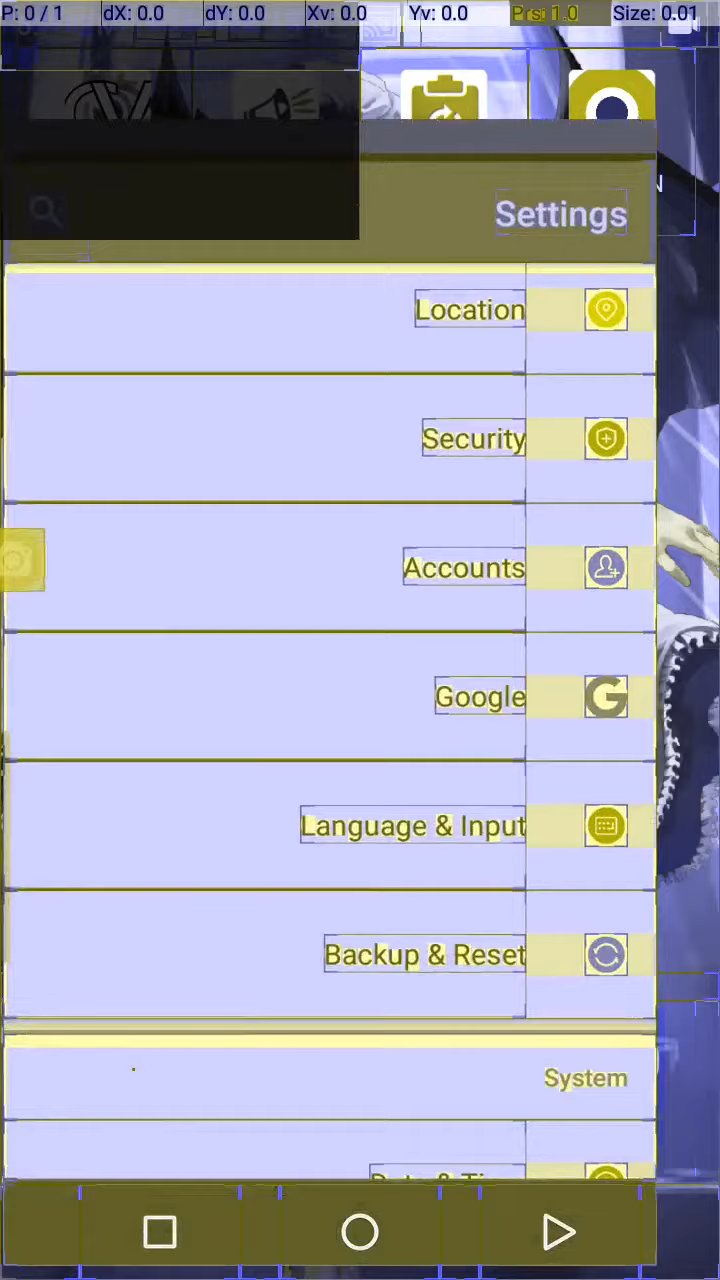 P: 0 / 1 dX: 0.0 dY: 0.0 Xv: 0.0 Yv: 0.0 Prs: 1.0 Size: 0.01
Settings
Location
Security
Accounts
Google
Language & Input
Backup & Reset
System